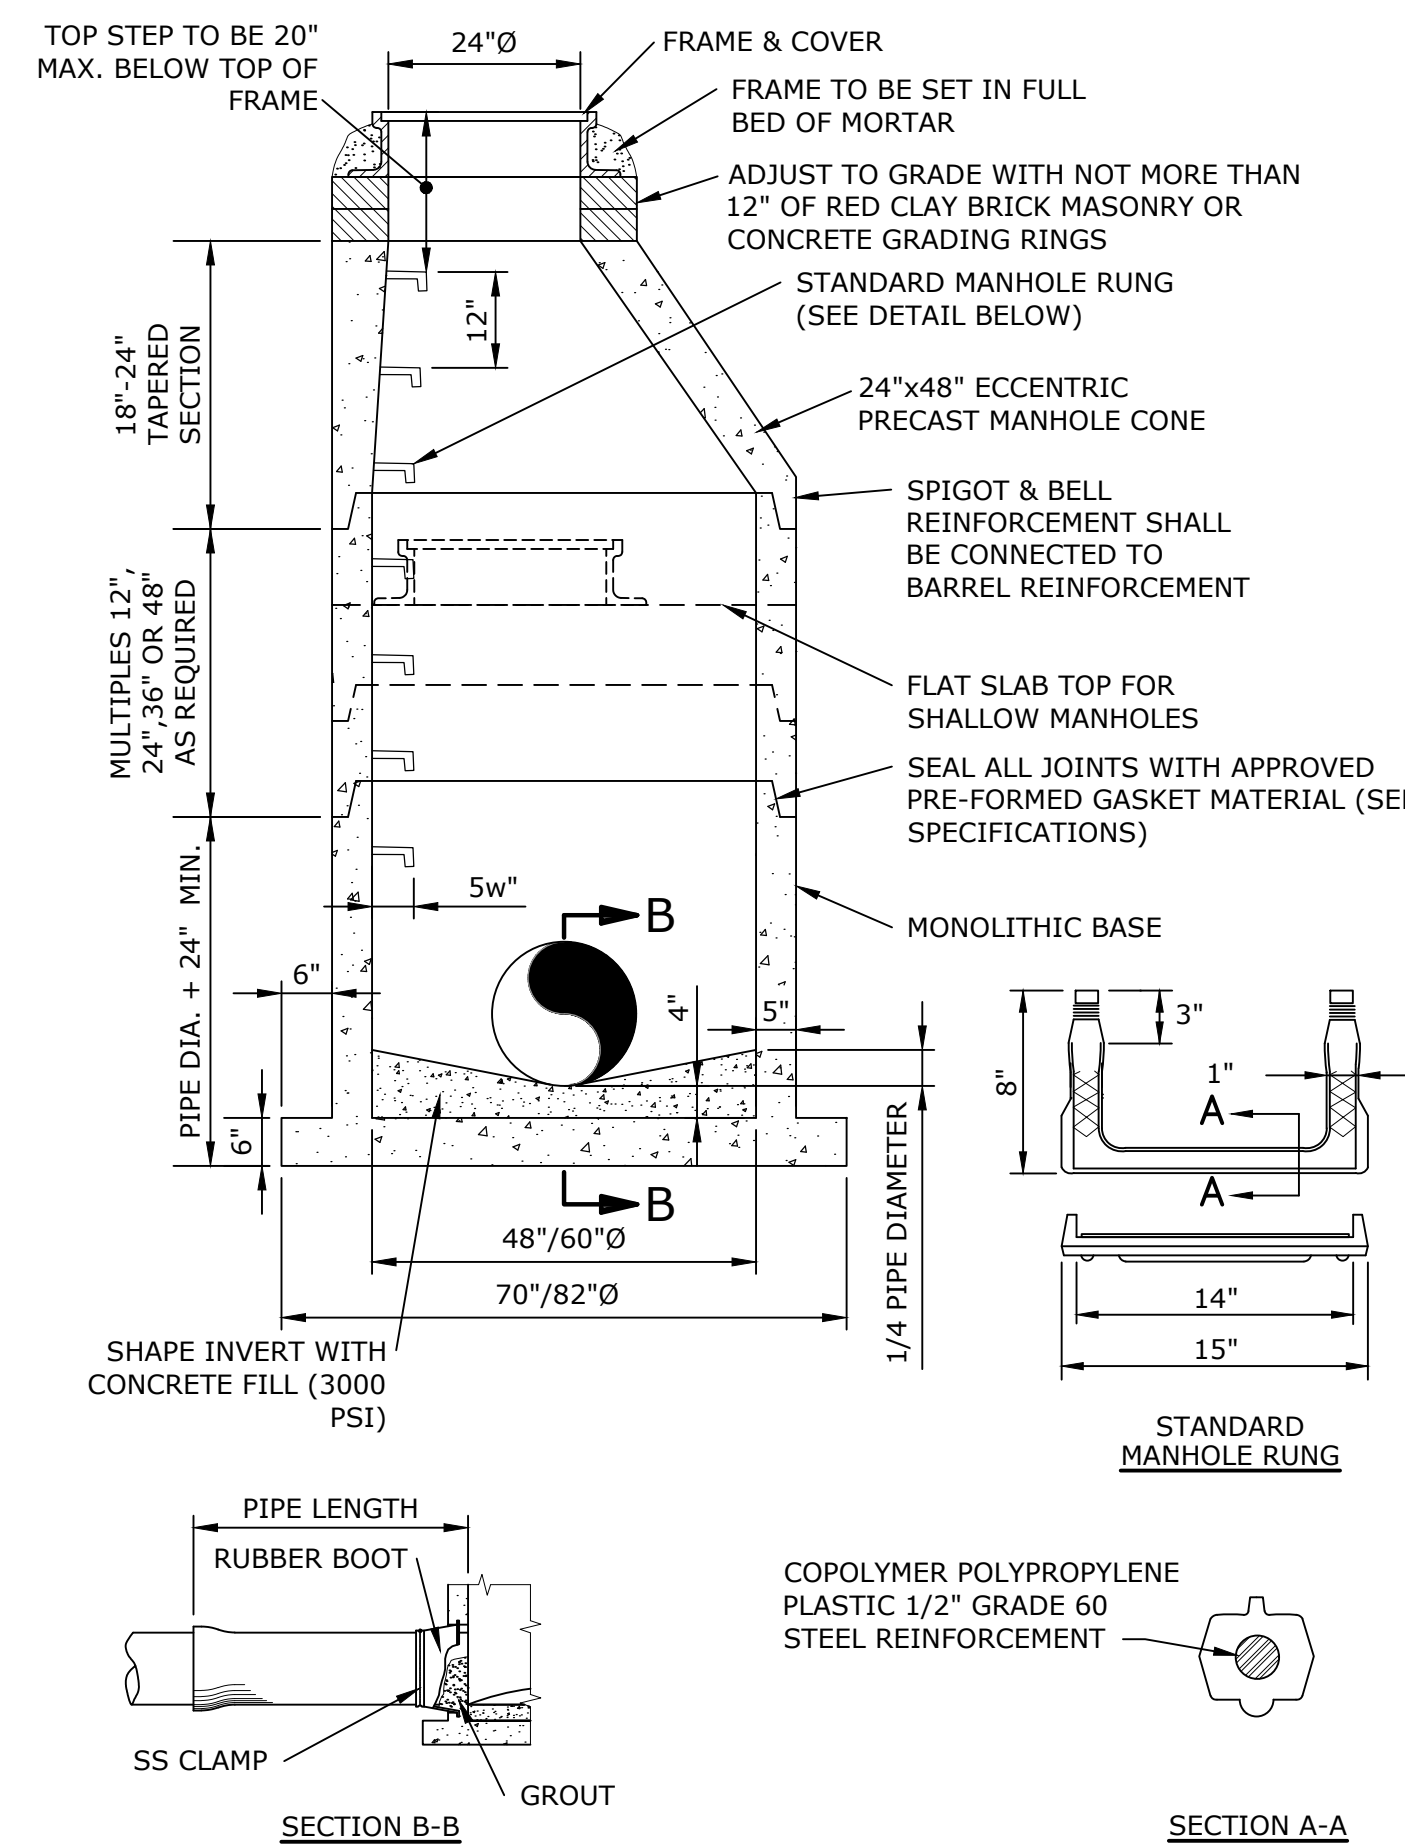 TOP STEP TO BE 20"
MAX. BELOW TOP OF
FRAME
24"Ø
FRAME & COVER
FRAME TO BE SET IN FULL
BED OF MORTAR
ADJUST TO GRADE WITH NOT MORE THAN
12" OF RED CLAY BRICK MASONRY OR
CONCRETE GRADING RINGS
STANDARD MANHOLE RUNG
(SEE DETAIL BELOW)
12"
18"-24"
TAPERED
SECTION
24"x48" ECCENTRIC
PRECAST MANHOLE CONE
SPIGOT & BELL
REINFORCEMENT SHALL
BE CONNECTED TO
BARREL REINFORCEMENT
MULTIPLES 12",
24",36" OR 48"
AS REQUIRED
FLAT SLAB TOP FOR
SHALLOW MANHOLES
SEAL ALL JOINTS WITH APPROVED
PRE-FORMED GASKET MATERIAL (SEE
SPECIFICATIONS)
PIPE DIA. + 24" MIN.
5w"
B
MONOLITHIC BASE
6"
4"
5"
6"
B
1/4 PIPE DIAMETER
48"/60"Ø
70"/82"Ø
SHAPE INVERT WITH
CONCRETE FILL (3000
PSI)
3"
8"
1"
A
A
14"
15"
STANDARD
MANHOLE RUNG
PIPE LENGTH
RUBBER BOOT
SS CLAMP
GROUT
SECTION B-B
COPOLYMER POLYPROPYLENE
PLASTIC 1/2" GRADE 60
STEEL REINFORCEMENT
SECTION A-A